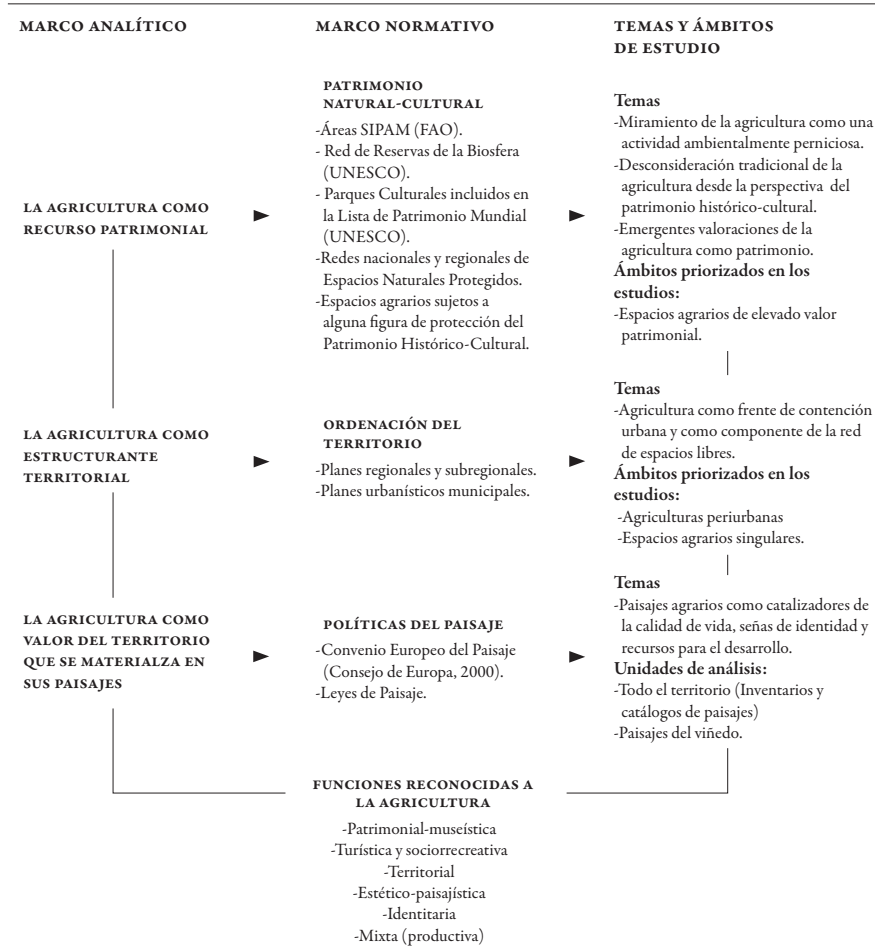 MARCO ANALÍTICO
MARCO NORMATIVO
TEMAS Y ÁMBITOS
DE ESTUDIO
LA AGRICULTURA COMO
RECURSO PATRIMONIAL
PATRIMONIO
NATURAL-CULTURAL
-Áreas SIPAM (FAO).
- Red de Reservas de la Biosfera
(UNESCO).
- Parques Culturales incluidos en
la Lista de Patrimonio Mundial
(UNESCO).
-Redes nacionales y regionales de
Espacios Naturales Protegidos.
-Espacios agrarios sujetos a
alguna figura de protección del
Patrimonio Histórico-Cultural.
Temas
-Miramiento de la agricultura como una
actividad ambientalmente perniciosa.
-Desconsideración tradicional de la
agricultura desde la perspectiva del
patrimonio histórico-cultural.
-Emergentes valoraciones de la
agricultura como patrimonio.
Ámbitos priorizados en los
estudios:
-Espacios agrarios de elevado valor
patrimonial.
LA AGRICULTURA COMO
ESTRUCTURANTE
TERRITORIAL
ORDENACIÓN DEL
TERRITORIO
-Planes regionales y subregionales.
-Planes urbanísticos municipales.
Temas
-Agricultura como frente de contención
urbana y como componente de la red
de espacios libres.
Ámbitos priorizados en los
estudios:
-Agriculturas periurbanas
-Espacios agrarios singulares.
LA AGRICULTURA COMO
VALOR DEL TERRITORIO
QUE SE MATERIALZA EN
SUS PAISAJES
POLÍTICAS DEL PAISAJE
-Convenio Europeo del Paisaje
(Consejo de Europa, 2000).
-Leyes de Paisaje.
Temas
-Paisajes agrarios como catalizadores de
la calidad de vida, señas de identidad y
recursos para el desarrollo.
Unidades de análisis:
-Todo el territorio (Inventarios y
catálogos de paisajes)
-Paisajes del viñedo.
FUNCIONES RECONOCIDAS A
LA AGRICULTURA
-Patrimonial-museística
-Turística y sociorrecreativa
-Territorial
-Estético-paisajística
-Identitaria
-Mixta (productiva)